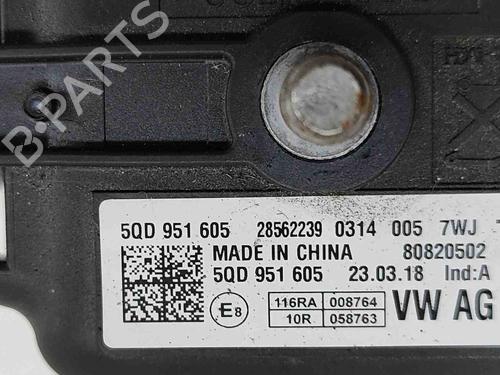 B-PARTS
5QD 951 605 28562239 0314 005 7WJ
MADE IN CHINA 80820502
5QD 951 605 23.03.18 Ind:A
E8 116RA 008764 VW AG
10R 058763